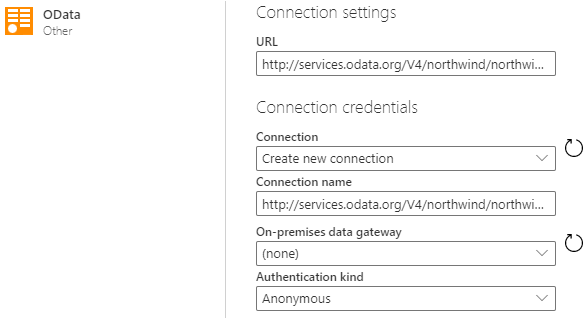 OData
Other
Connection settings
URL
http://services.odata.org/V4/northwind/northwi...
Connection credentials
Connection
Create new connection
Connection name
http://services.odata.org/V4/northwind/northwi...
On-premises data gateway
(none)
Authentication kind
Anonymous